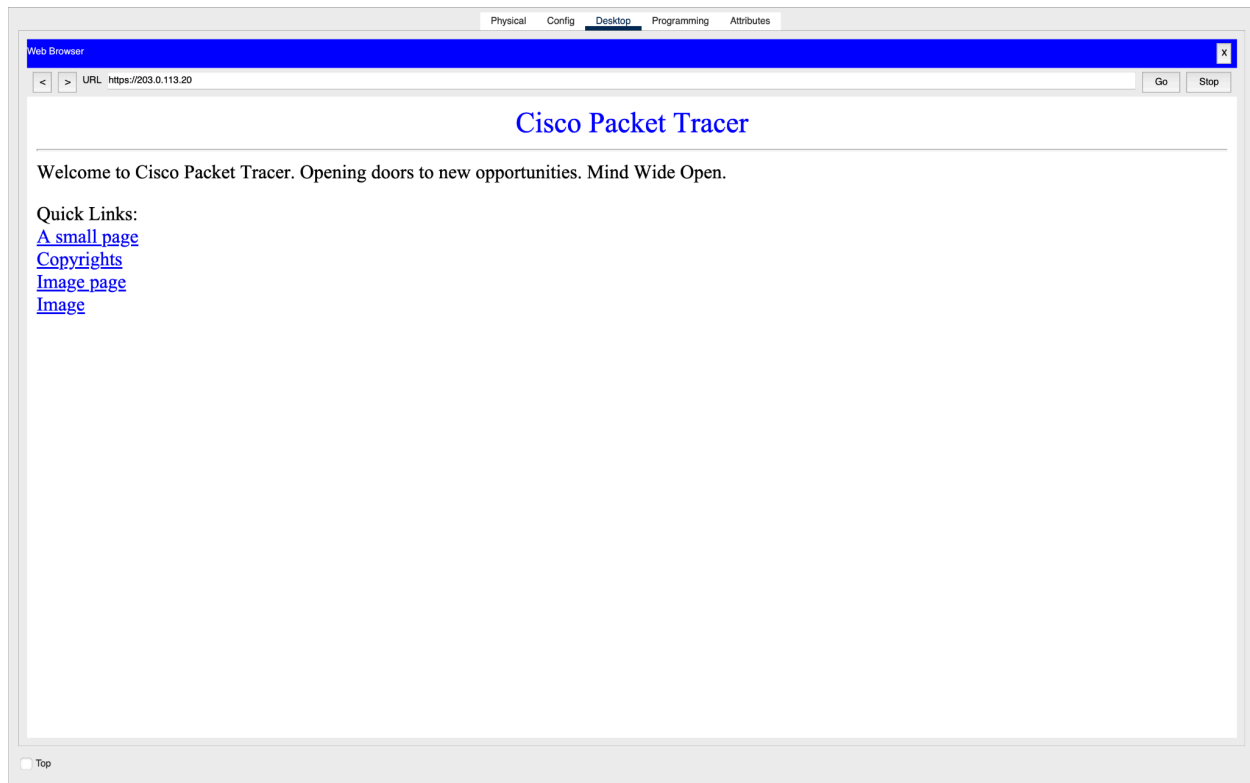 Physical Config Desktop Programming Attributes
Web Browser X
< > URL https://203.0.113.20 Go Stop
Cisco Packet Tracer
Welcome to Cisco Packet Tracer. Opening doors to new opportunities. Mind Wide Open.
Quick Links:
A small page
Copyrights
Image page
Image
Top